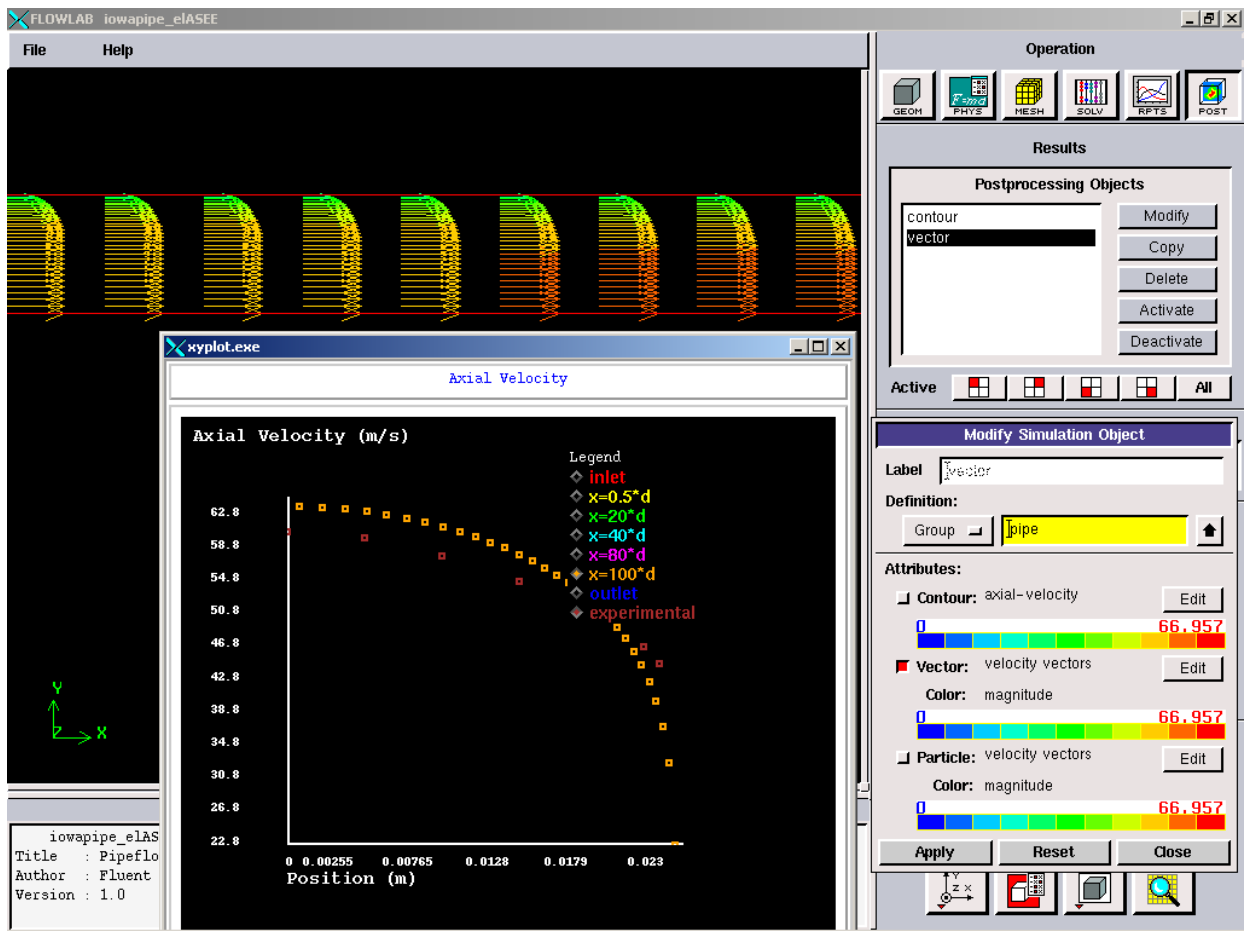 FLOWLAB iowapipe_elASEE
File Help
Operation
GEOM PHYS MESH SOLV RPTS POST
F=ma
Results
Postprocessing Objects
contour
vector
Modify
Copy
Delete
Activate
Deactivate
Active All
xyplot.exe
Axial Velocity
Axial Velocity (m/s)
Legend
inlet
x=0.5*d
x=20*d
x=40*d
x=80*d
x=100*d
outlet
experimental
62.8
58.8
54.8
50.8
46.8
42.8
38.8
34.8
30.8
26.8
22.8
0 0.00255 0.00765 0.0128 0.0179 0.023
Position (m)
Y
Z X
Modify Simulation Object
Label vector
Definition:
Group pipe
Attributes:
Contour: axial-velocity Edit
0 66.957
Vector: velocity vectors Edit
Color: magnitude
0 66.957
Particle: velocity vectors Edit
Color: magnitude
0 66.957
Apply Reset Close
iowapipe_elAS
Title : Pipeflo
Author : Fluent
Version : 1.0
Y
Z X